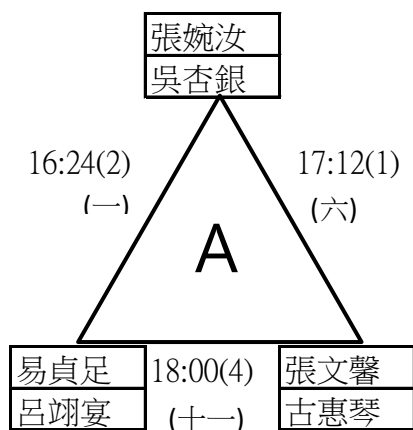 張婉汝
吳杏銀
16:24(2)
(一)
17:12(1)
(六)
A
易貞足
呂翊宴
18:00(4)
(十一)
張文馨
古惠琴